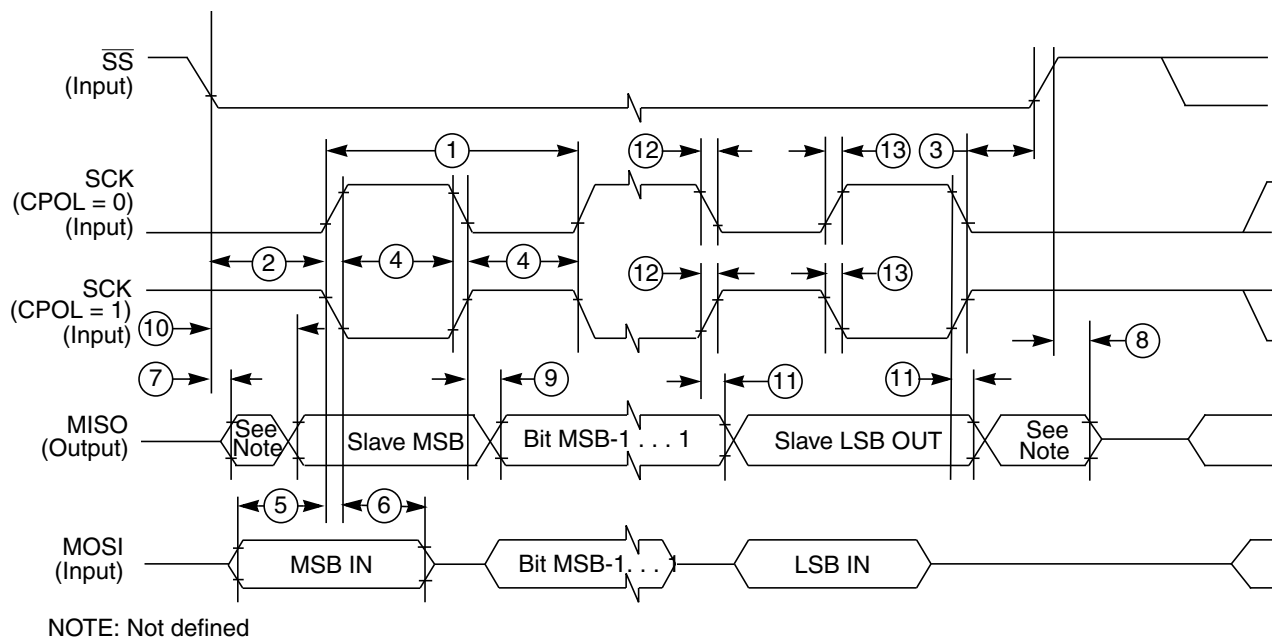 SS
(Input)
1
12
13
3
SCK
(CPOL = 0)
(Input)
2
4
4
12
13
SCK
(CPOL = 1)
(Input)
10
8
7
9
11
11
MISO
(Output)
See
Note
Slave MSB
Bit MSB-1 . . . 1
Slave LSB OUT
See
Note
5
6
MOSI
(Input)
MSB IN
Bit MSB-1. . . 1
LSB IN
NOTE: Not defined